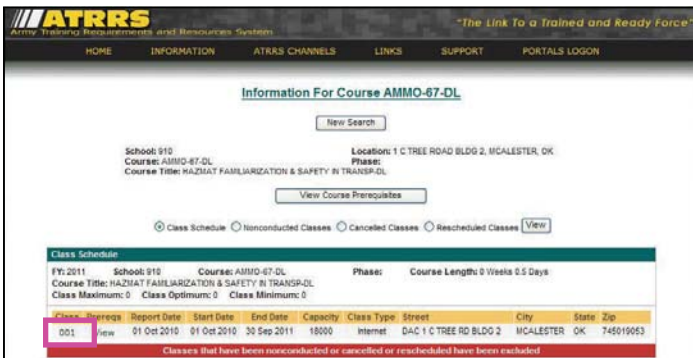 ATRRS
"The Link To a Trained and Ready Force"
Army Training Requirements and Resources System
HOME INFORMATION ATRRS CHANNELS LINKS SUPPORT PORTALS LOGON
Information For Course AMMO-67-DL
New Search
School: 910 Location: 1 C TREE ROAD BLDG 2, MCALESTER, OK
Course: AMMO-67-DL Phase:
Course Title: HAZMAT FAMILIARIZATION & SAFETY IN TRANSP-DL
View Course Prerequisites
Class Schedule Nonconducted Classes Cancelled Classes Rescheduled Classes View
Class Schedule
FY: 2011 School: 910 Course: AMMO-67-DL Phase: Course Length: 0 Weeks 0.5 Days
Course Title: HAZMAT FAMILIARIZATION & SAFETY IN TRANSP-DL
Class Maximum: 0 Class Optimum: 0 Class Minimum: 0
Class Prereqs Report Date Start Date End Date Capacity Class Type Street City State Zip
001 View 01 Oct 2010 01 Oct 2010 30 Sep 2011 18000 Internet DAC 1 C TREE RD BLDG 2 MCALESTER OK 745019053
Classes that have been nonconducted or cancelled or rescheduled have been excluded